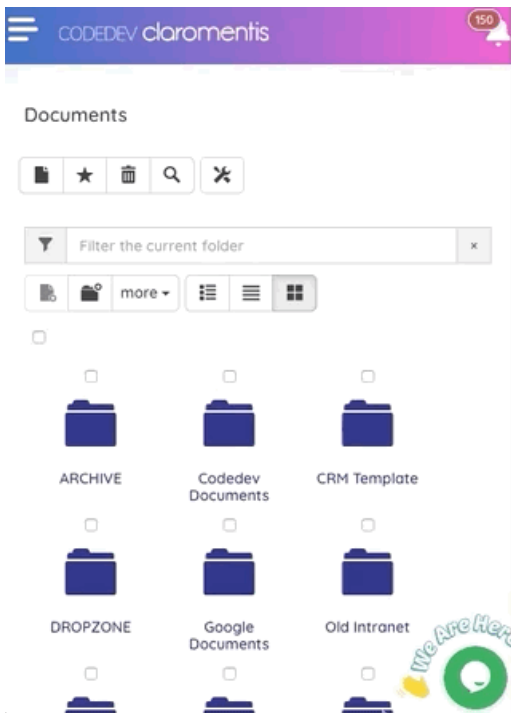 CODEDEV claromentis
150
Documents
Filter the current folder ×
more
ARCHIVE
Codedev
Documents
CRM Template
DROPZONE
Google
Documents
Old Intranet
We Are Here